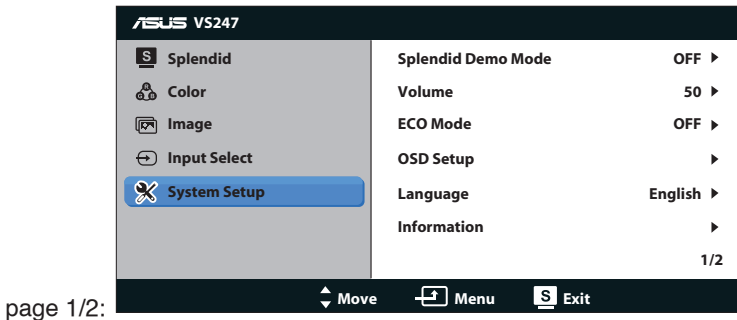 ASUS VS247
S Splendid
Color
Image
Input Select
System Setup
Splendid Demo Mode OFF
Volume 50
ECO Mode OFF
OSD Setup
Language English
Information
1/2
Move Menu S Exit
page 1/2: